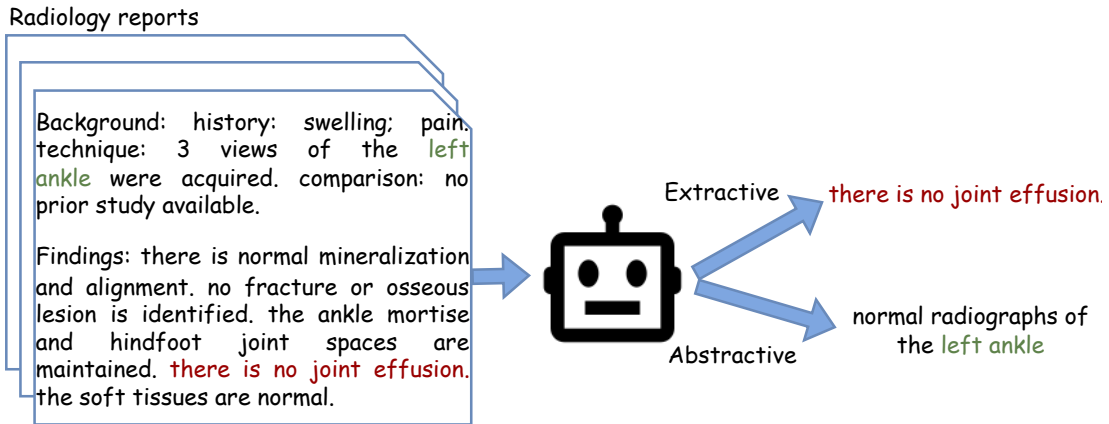 Radiology reports
Background: history: swelling; pain.
technique: 3 views of the left
ankle were acquired. comparison: no
prior study available.
Findings: there is normal mineralization
and alignment. no fracture or osseous
lesion is identified. the ankle mortise
and hindfoot joint spaces are
maintained. there is no joint effusion.
the soft tissues are normal.
Extractive
there is no joint effusion.
Abstractive
normal radiographs of
the left ankle